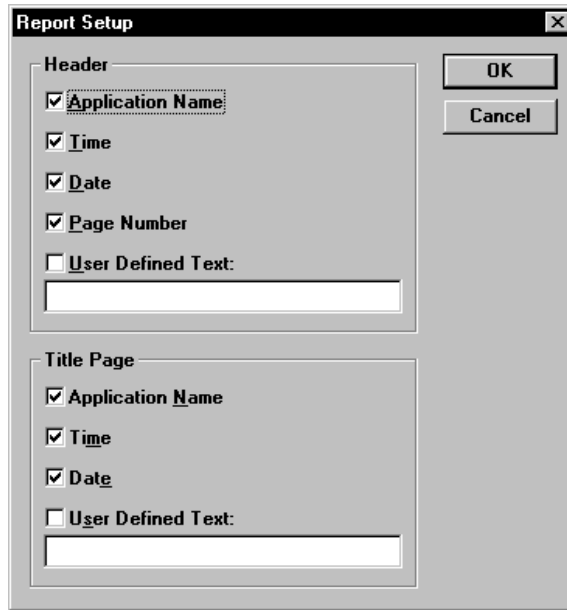 Report Setup
Header
Application Name
Time
Date
Page Number
User Defined Text:
OK
Cancel
Title Page
Application Name
Time
Date
User Defined Text: